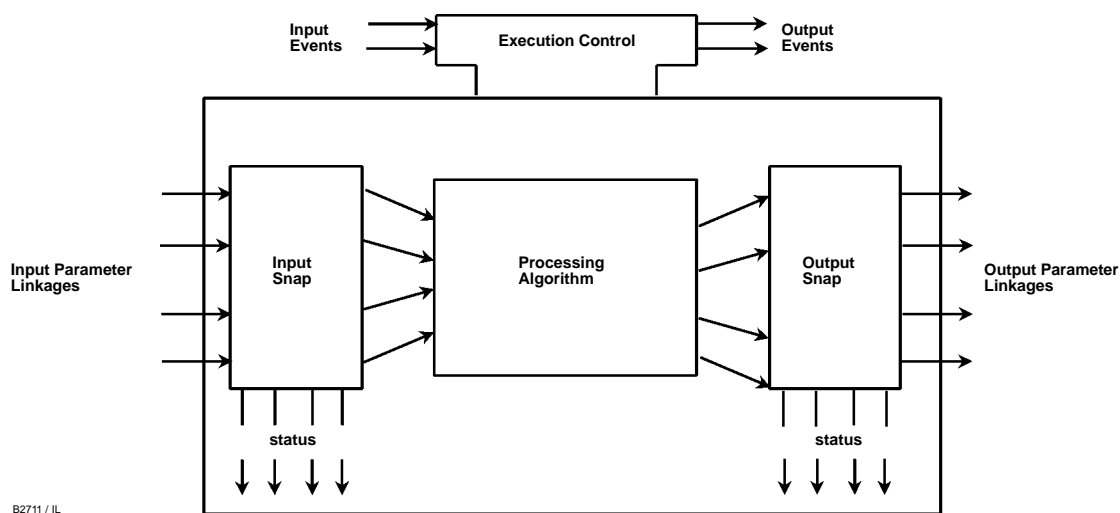 Input
Events
Execution Control
Output
Events
Input Parameter
Linkages
Input
Snap
Processing
Algorithm
Output
Snap
Output Parameter
Linkages
status
status
B2711 / IL